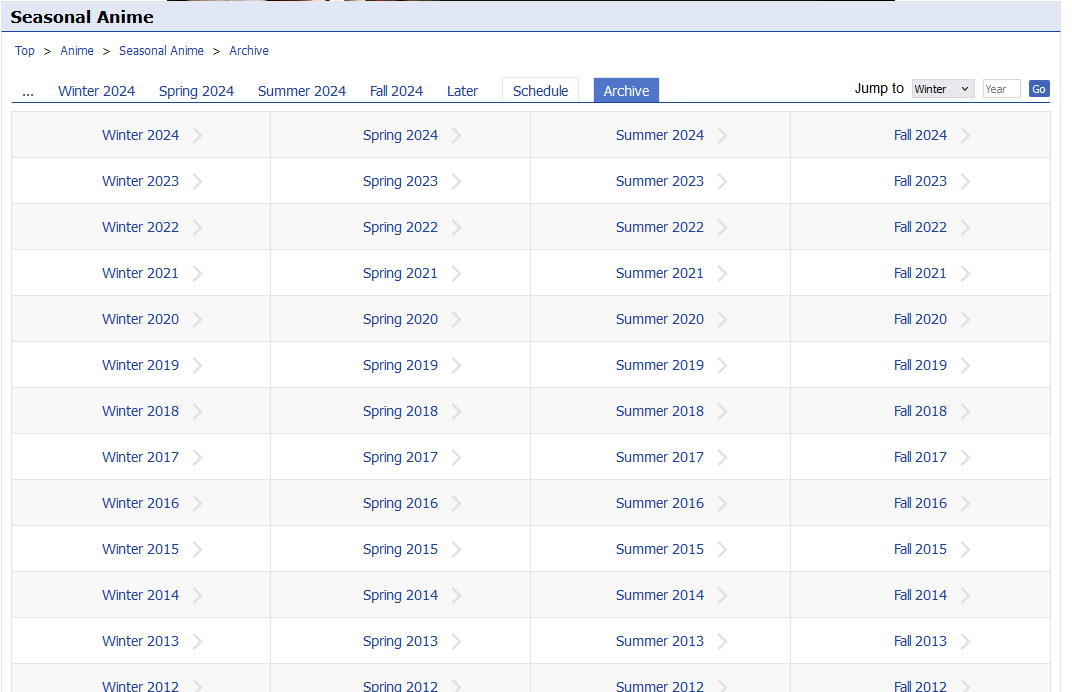 Seasonal Anime
Top > Anime > Seasonal Anime > Archive
... Winter 2024 Spring 2024 Summer 2024 Fall 2024 Later Schedule Archive Jump to Winter Year Go
Winter 2024 Spring 2024 Summer 2024 Fall 2024
Winter 2023 Spring 2023 Summer 2023 Fall 2023
Winter 2022 Spring 2022 Summer 2022 Fall 2022
Winter 2021 Spring 2021 Summer 2021 Fall 2021
Winter 2020 Spring 2020 Summer 2020 Fall 2020
Winter 2019 Spring 2019 Summer 2019 Fall 2019
Winter 2018 Spring 2018 Summer 2018 Fall 2018
Winter 2017 Spring 2017 Summer 2017 Fall 2017
Winter 2016 Spring 2016 Summer 2016 Fall 2016
Winter 2015 Spring 2015 Summer 2015 Fall 2015
Winter 2014 Spring 2014 Summer 2014 Fall 2014
Winter 2013 Spring 2013 Summer 2013 Fall 2013
Winter 2012 Spring 2012 Summer 2012 Fall 2012